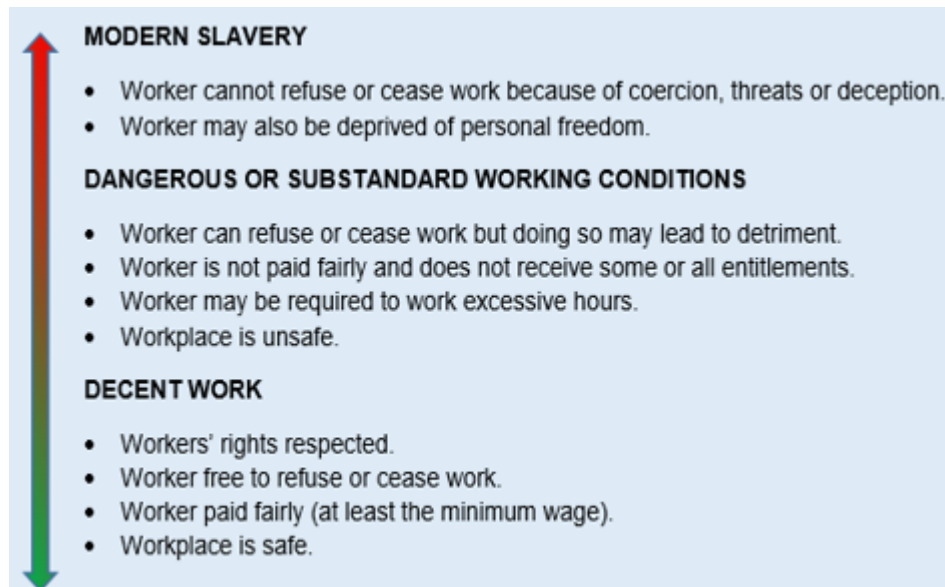 MODERN SLAVERY
• Worker cannot refuse or cease work because of coercion, threats or deception.
• Worker may also be deprived of personal freedom.
DANGEROUS OR SUBSTANDARD WORKING CONDITIONS
• Worker can refuse or cease work but doing so may lead to detriment.
• Worker is not paid fairly and does not receive some or all entitlements.
• Worker may be required to work excessive hours.
• Workplace is unsafe.
DECENT WORK
• Workers’ rights respected.
• Worker free to refuse or cease work.
• Worker paid fairly (at least the minimum wage).
• Workplace is safe.